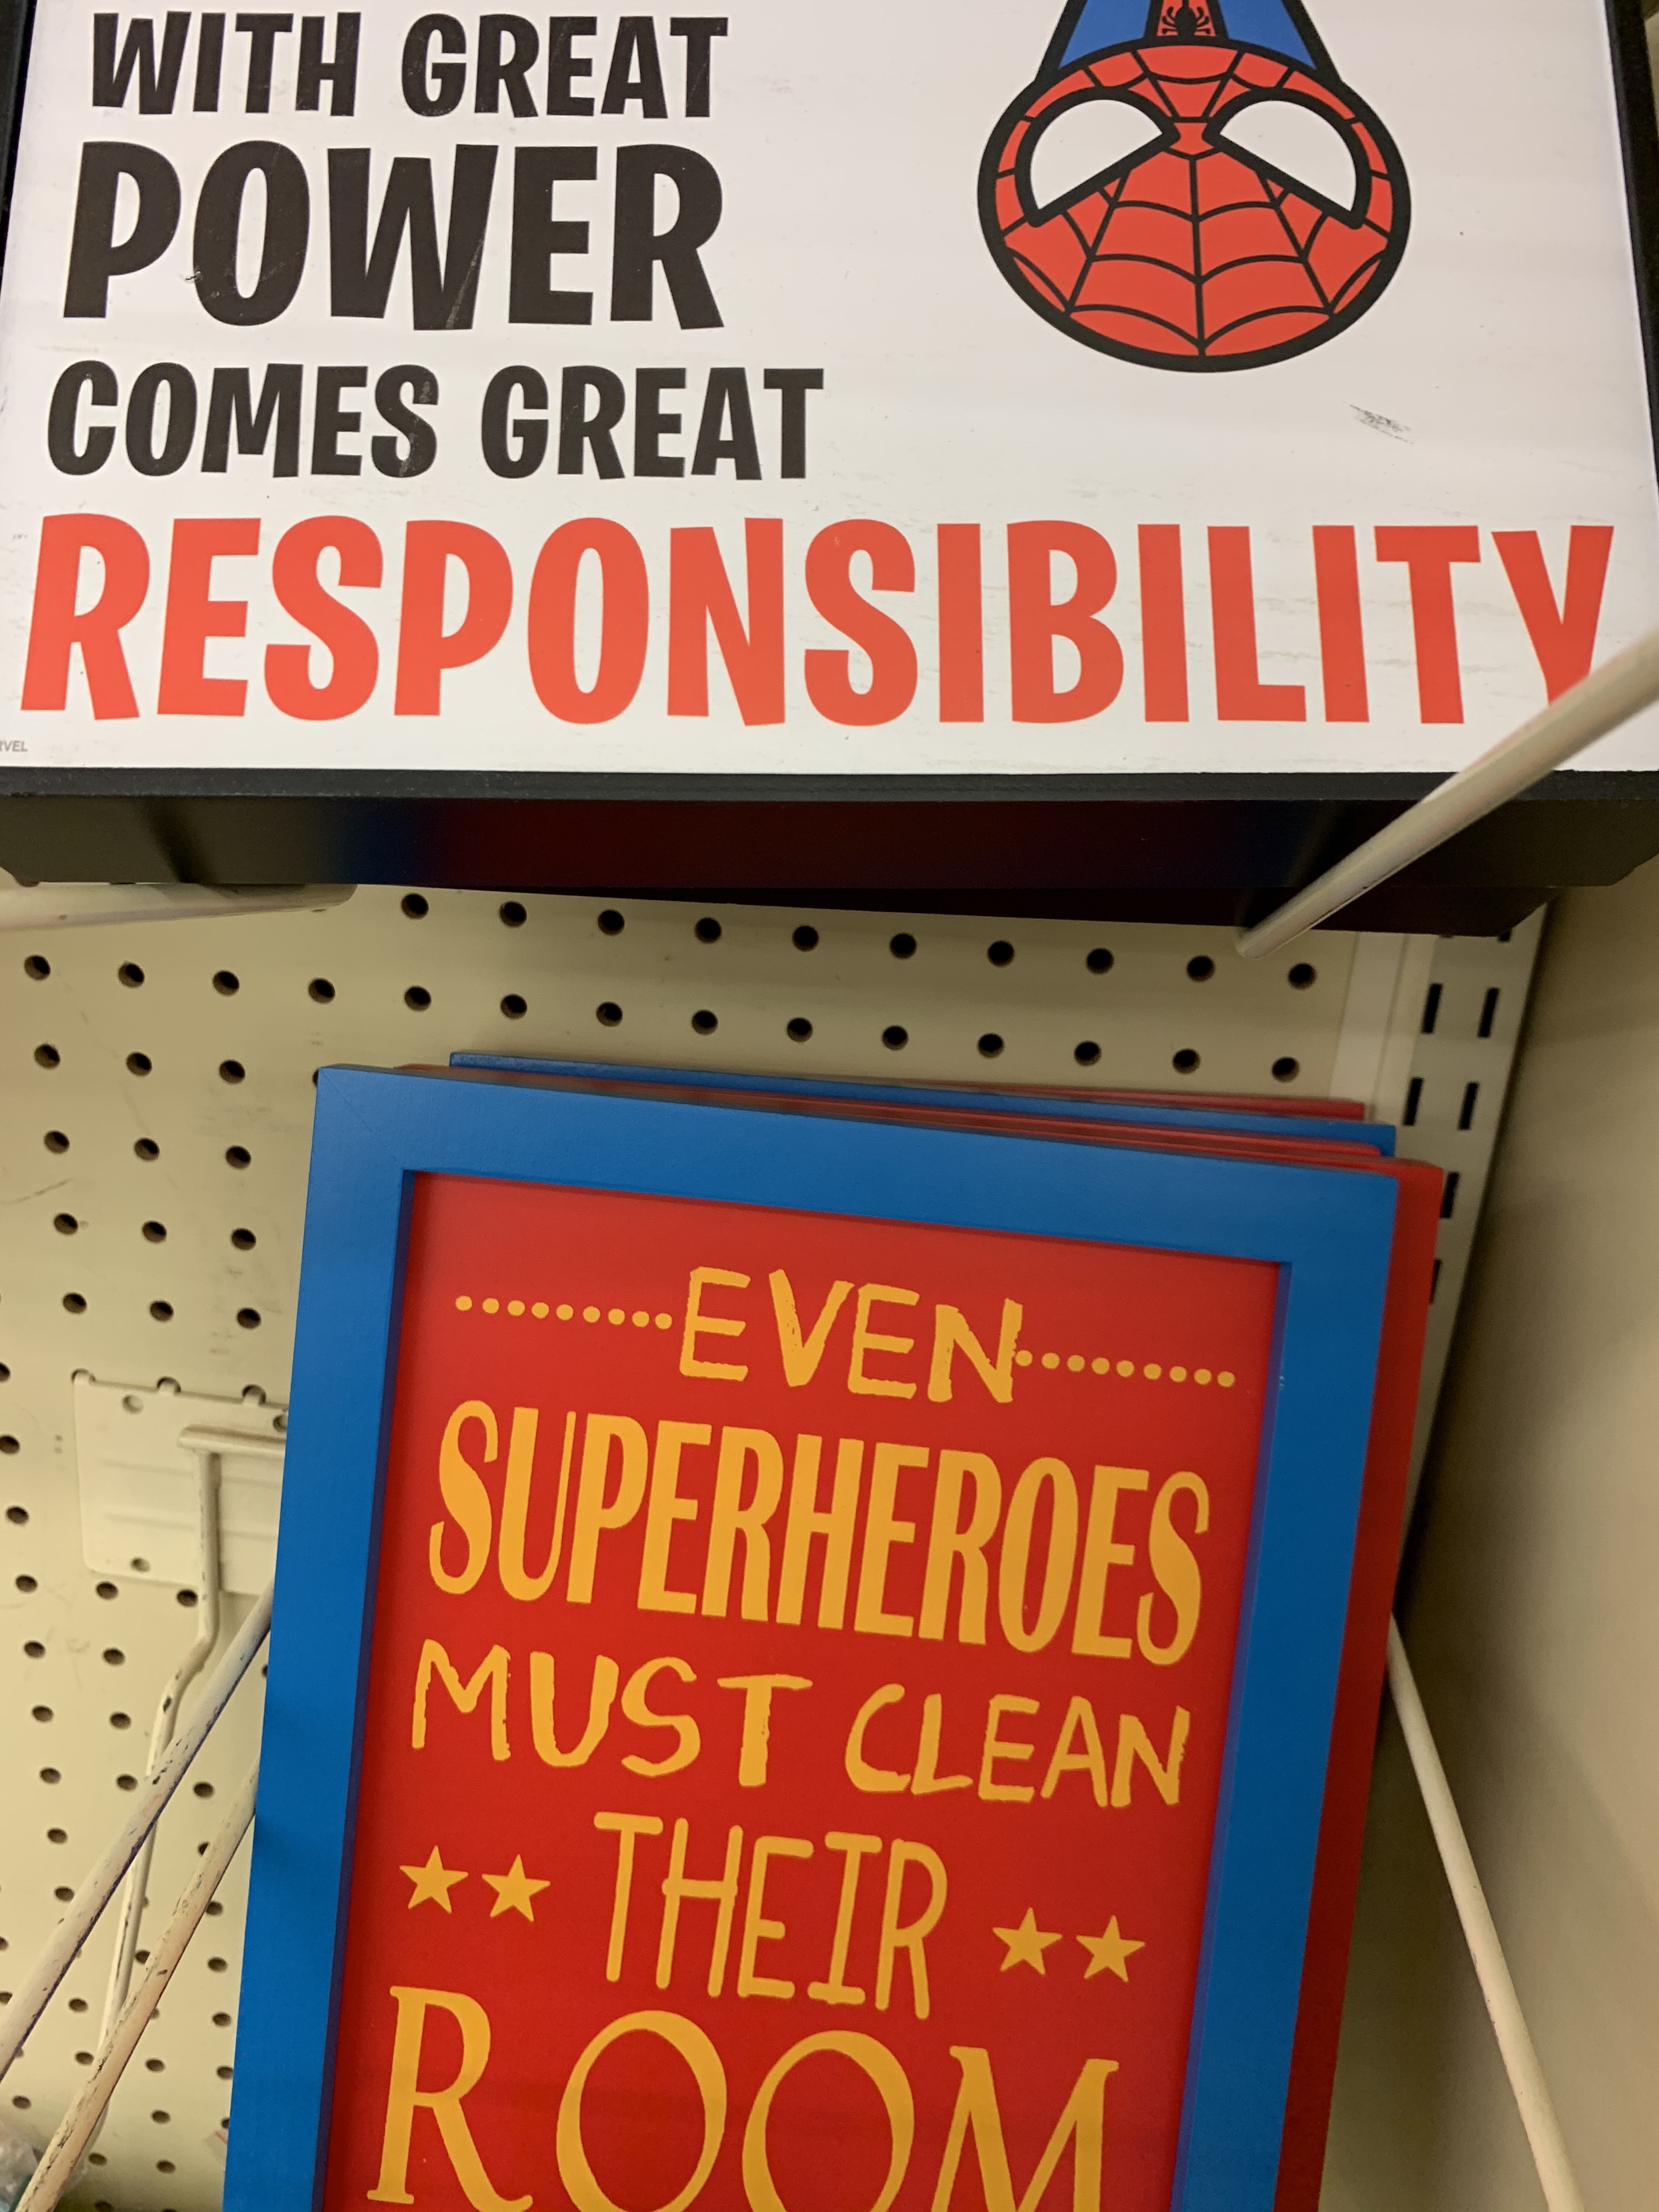 WITH GREAT
POWER
COMES GREAT
RESPONSIBILITY
EVEN
SUPERHEROES
MUST CLEAN
THEIR
ROOM